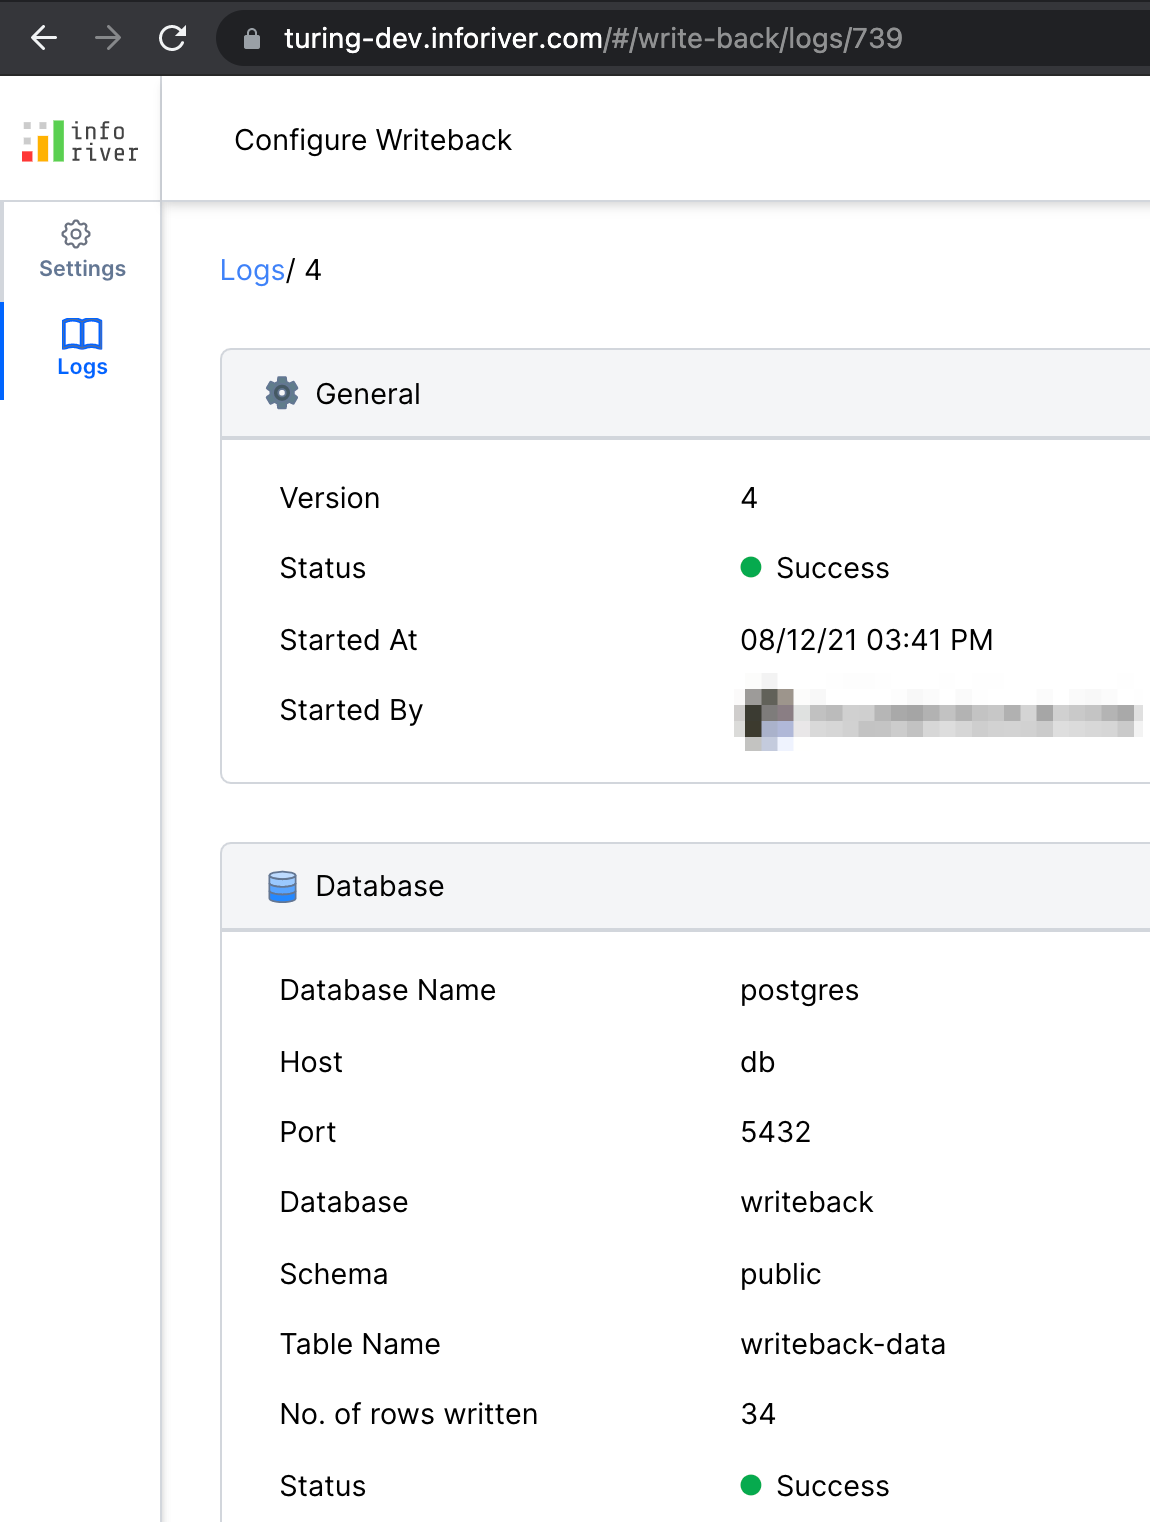 turing-dev.inforiver.com/#/write-back/logs/739
info
river
Configure Writeback
Settings
Logs
Logs/ 4
General
Version 4
Status Success
Started At 08/12/21 03:41 PM
Started By
Database
Database Name postgres
Host db
Port 5432
Database writeback
Schema public
Table Name writeback-data
No. of rows written 34
Status Success